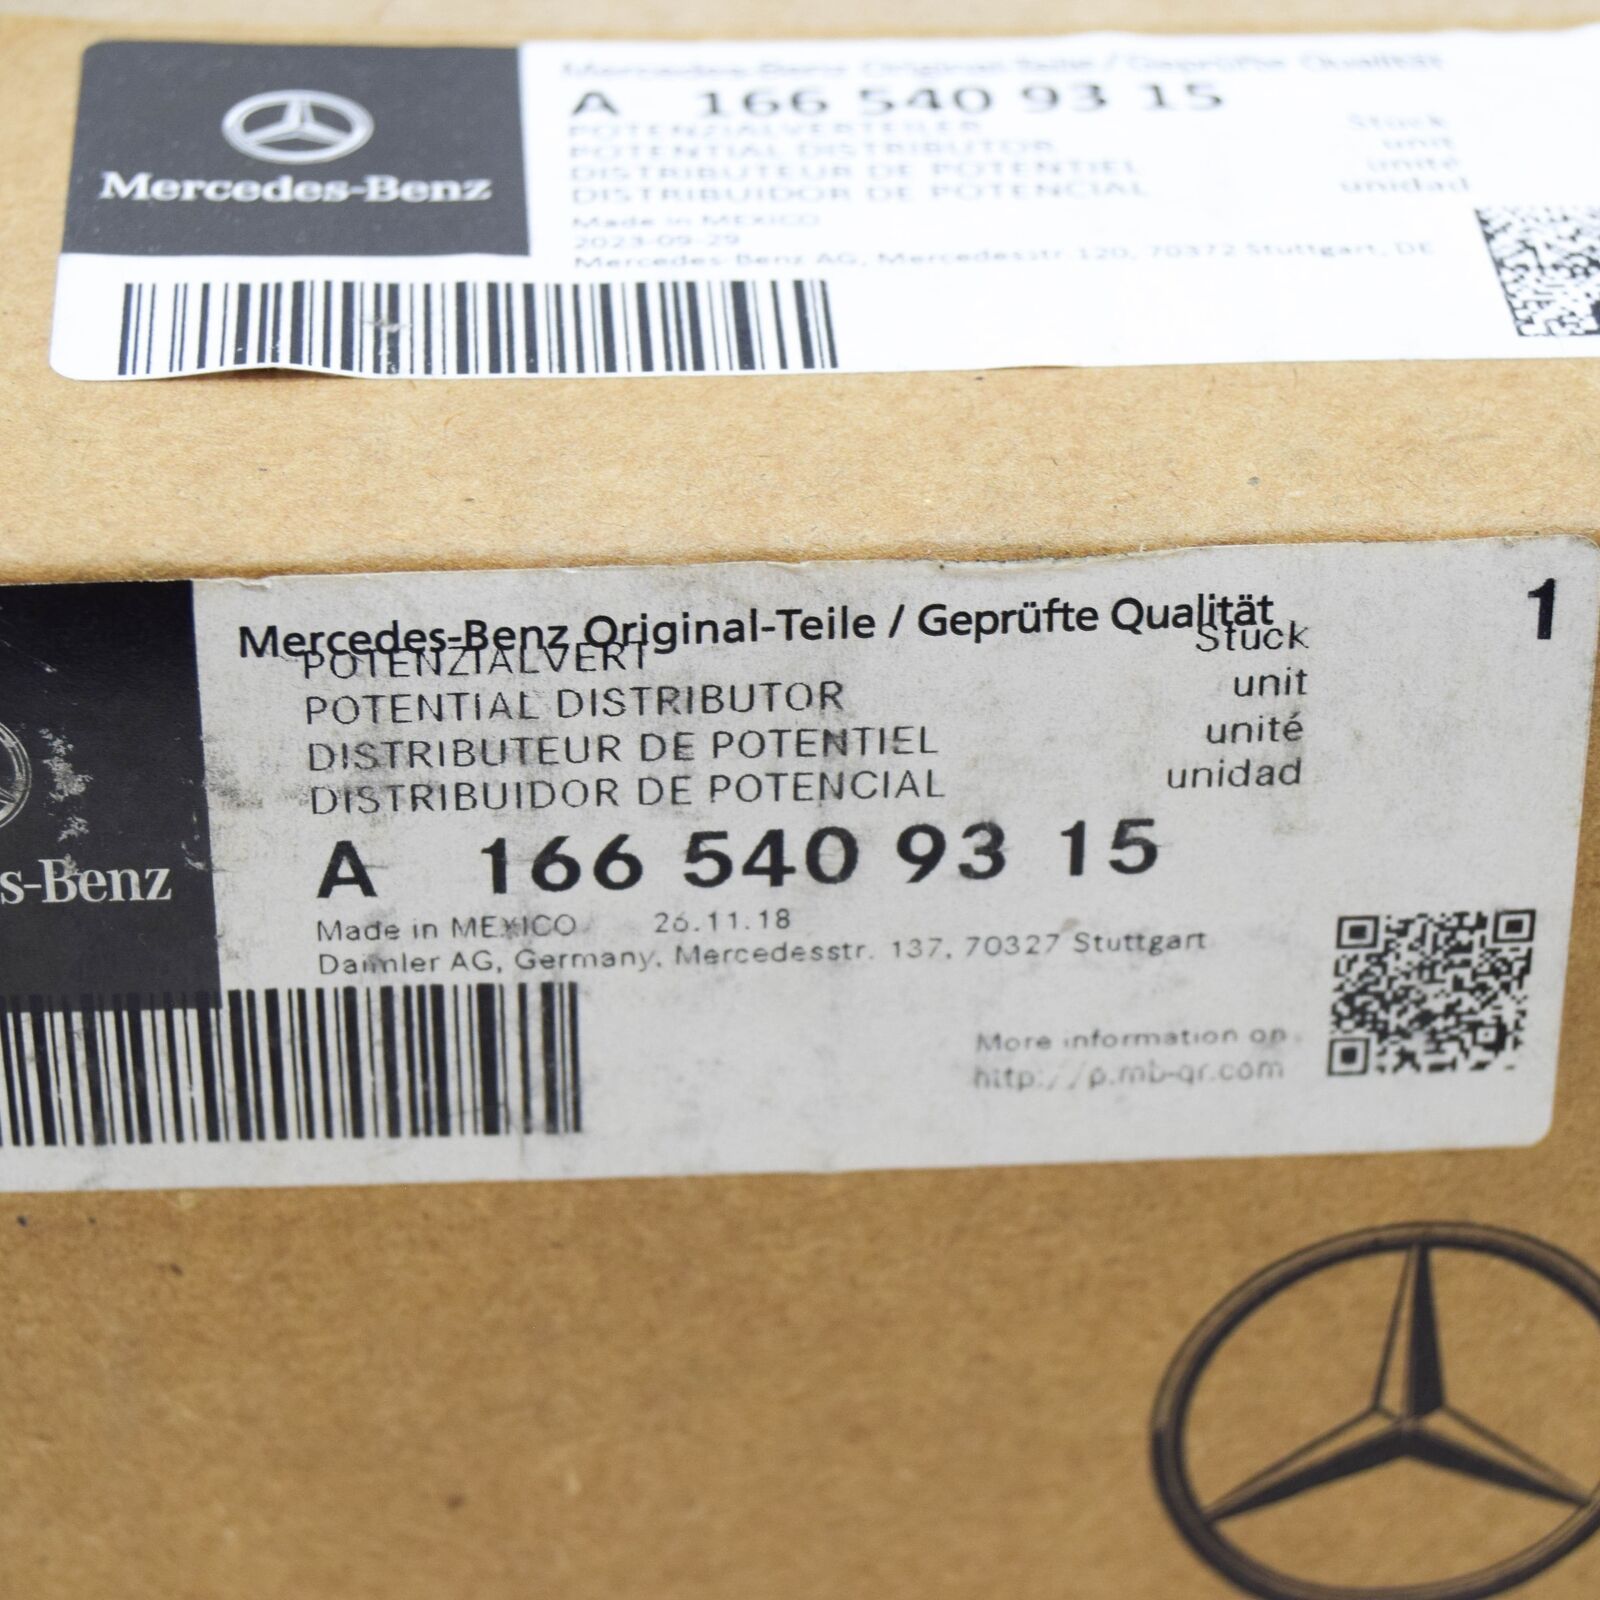 Mercedes-Benz
Mercedes-Benz Original-Teile / Geprüfte Qualität
A 166 540 93 15
POTENZIALVERTEILER Stück
POTENTIAL DISTRIBUTOR unit
DISTRIBUTEUR DE POTENTIEL unité
DISTRIBUIDOR DE POTENCIAL unidad
Made in MEXICO
2023-09-29
Mercedes-Benz AG, Mercedesstr. 120, 70372 Stuttgart, DE
s-Benz
Mercedes-Benz Original-Teile / Geprüfte Qualität 1
POTENZIALVERT Stück
POTENTIAL DISTRIBUTOR unit
DISTRIBUTEUR DE POTENTIEL unité
DISTRIBUIDOR DE POTENCIAL unidad
A 166 540 93 15
Made in MEXICO 26.11.18
Daimler AG, Germany, Mercedesstr. 137, 70327 Stuttgart
More information on
http://p.mb-qr.com